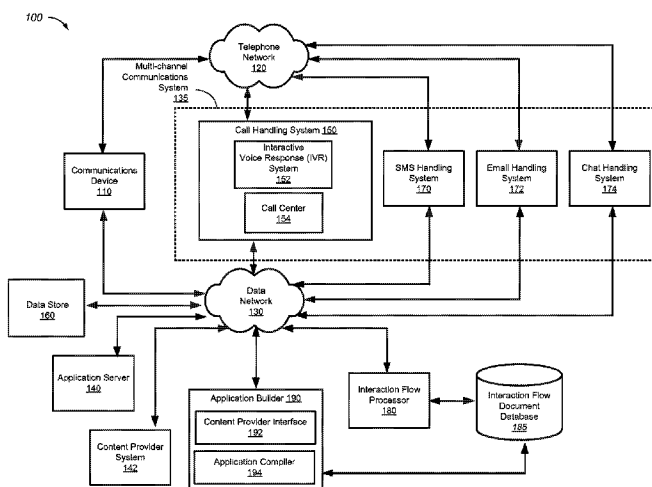 100
Telephone
Network
120
Multi-channel
Communications
System
135
Call Handling System 150
Interactive
Voice Response (IVR)
System
152
Call Center
154
SMS Handling
System
170
Email Handling
System
172
Chat Handling
System
174
Communications
Device
110
Data
Network
130
Data Store
160
Application Server
140
Content Provider
System
142
Application Builder 190
Content Provider Interface
192
Application Compiler
194
Interaction Flow
Processor
180
Interaction Flow
Document
Database
185